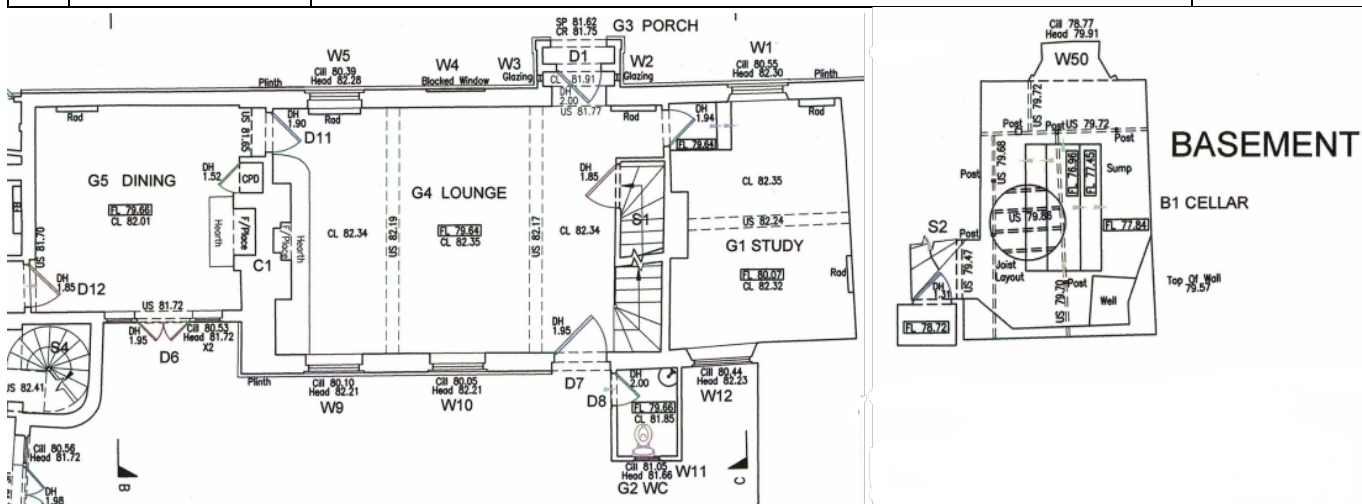 SP 81.62
CR 81.75
G3 PORCH
W5
W4
W3
D1
W2
W1
Cill 80.39
Head 82.28
Blocked Window
Glazing
CL 81.91
Glazing
Cill 80.55
Head 82.30
Plinth
Plinth
DH
2.00
US 81.77
Rad
US 81.65
DH
1.90
D11
Rad
Rad
DH
1.94
FL 79.64
Rad
DH
1.52
CPD
G5 DINING
FL 79.66
CL 82.01
Hearth
F/Place
F/Place
Hearth
C1
CL 82.34
US 82.19
G4 LOUNGE
FL 79.64
CL 82.35
US 82.17
CL 82.34
DH
1.85
S1
CL 82.35
US 82.24
G1 STUDY
FL 80.07
CL 82.32
Rad
US 81.70
DH
1.85
D12
US 81.72
DH
1.95
Cill 80.53
Head 81.72
X2
D6
S4
US 82.41
Plinth
Cill 80.10
Head 82.21
W9
Cill 80.05
Head 82.21
W10
DH
1.95
D7
D8
DH
2.00
FL 79.66
CL 81.85
Cill 80.44
Head 82.23
W12
Cill 81.05
Head 81.66
W11
G2 WC
Cill 80.56
Head 81.72
DH
1.98
B
C
Cill 78.77
Head 79.91
W50
US 79.72
Post
Post
US 79.72
Post
US 79.68
Post
FL 76.96
FL 77.45
Sump
US 79.86
BASEMENT
B1 CELLAR
FL 77.84
S2
Post
US 79.47
Joist
Layout
US 79.70
Post
Well
Top Of Wall
79.57
DH
1.31
FL 78.72